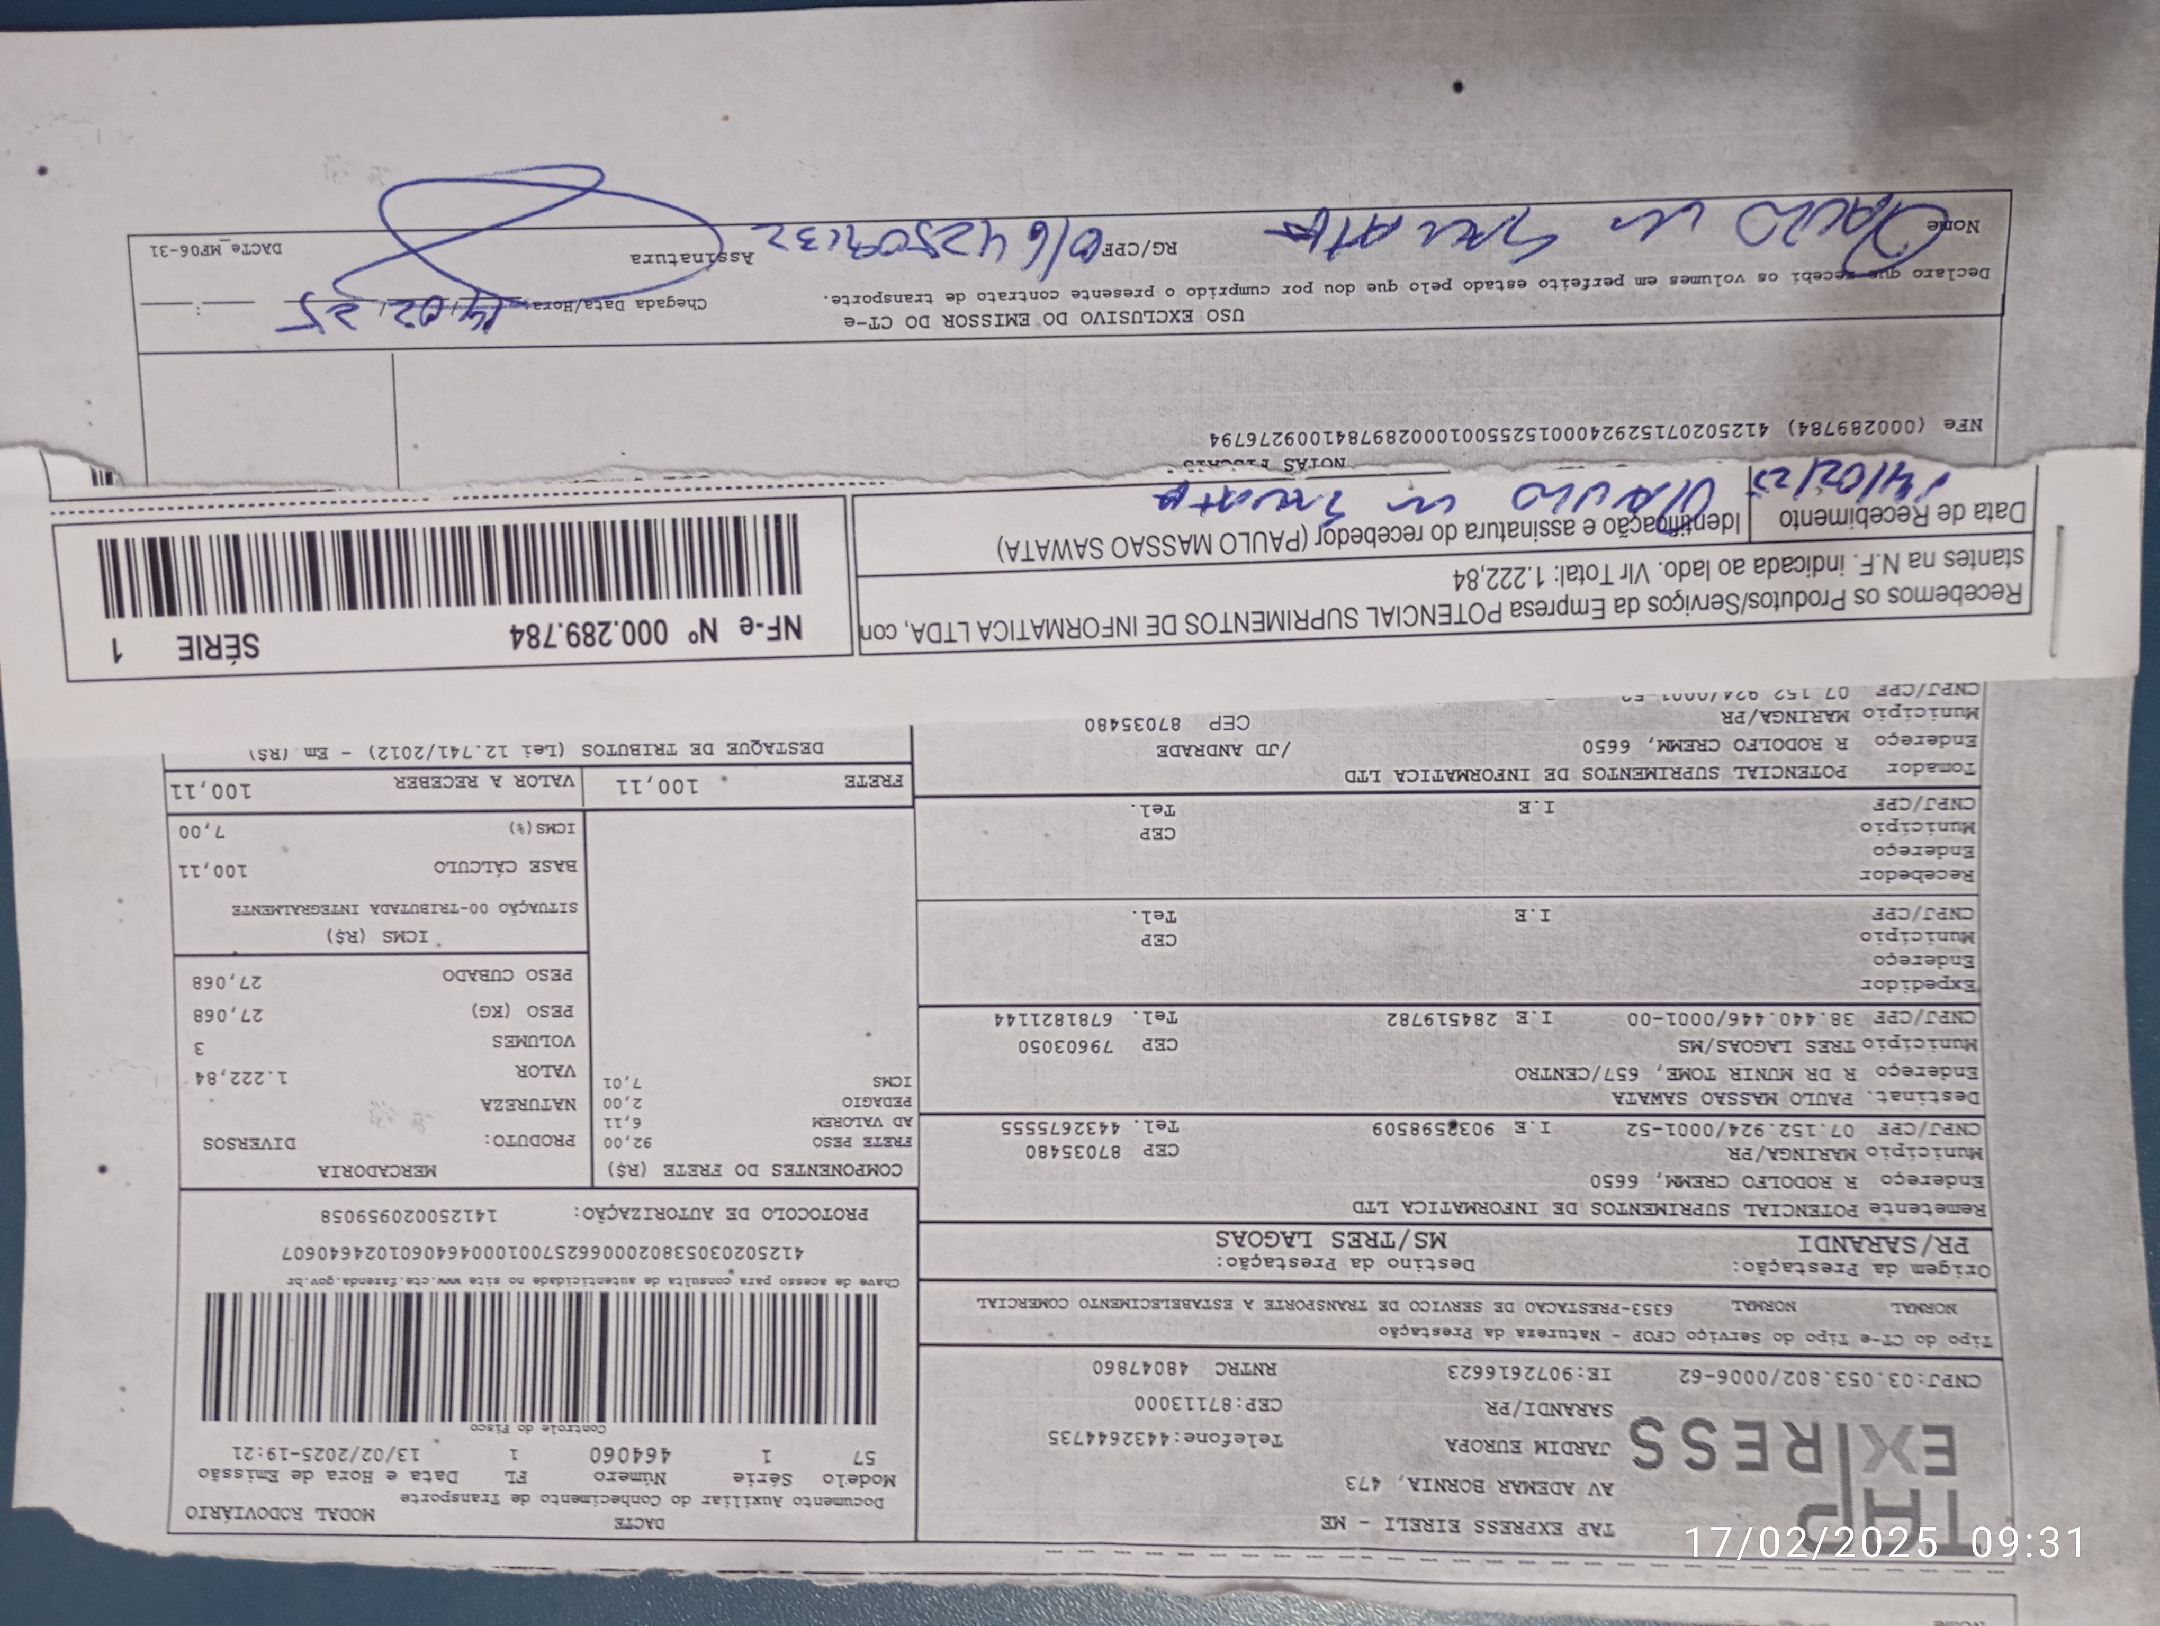 TAP EXPRESS
TAP EXPRESS EIRELI - ME
AV ADEMAR BORNIA, 473
JARDIM EUROPA Telefone:4432644735
SARANDI/PR CEP:87113000
CNPJ:03.053.802/0006-62 IE:9072616623 RNTRC 48047860
Tipo do CT-e Tipo do Serviço CFOP - Natureza da Prestação
NORMAL NORMAL 6353-PRESTACAO DE SERVICO DE TRANSPORTE A ESTABELECIMENTO COMERCIAL
Origem da Prestação: Destino da Prestação:
PR/SARANDI MS/TRES LAGOAS
Remetente POTENCIAL SUPRIMENTOS DE INFORMATICA LTD
Endereço R RODOLFO CREMM, 6650
Município MARINGA/PR CEP 87035480
CNPJ/CPF 07.152.924/0001-52 I.E 9032598509 Tel. 4432675555
Destinat. PAULO MASSAO SAWATA
Endereço R DR MUNIR TOME, 657/CENTRO
Município TRES LAGOAS/MS CEP 79603050
CNPJ/CPF 38.440.446/0001-00 I.E 284519782 Tel. 6781821144
Expedidor
Endereço
Município CEP
CNPJ/CPF I.E Tel.
Recebedor
Endereço
Município CEP
CNPJ/CPF I.E Tel.
Tomador POTENCIAL SUPRIMENTOS DE INFORMATICA LTD
Endereço R RODOLFO CREMM, 6650 /JD ANDRADE
Município MARINGA/PR CEP 87035480
CNPJ/CPF 07.152.924/0001-52
DACTE MODAL RODOVIÁRIO
Documento Auxiliar do Conhecimento de Transporte
Modelo Série Número FL Data e Hora de Emissão
57 1 464060 1 13/02/2025-19:21
Controle do Fisco
Chave de acesso para consulta de autenticidade no site www.cte.fazenda.gov.br
41250203053802000662570010004640601024640607
PROTOCOLO DE AUTORIZAÇÃO: 141250020959058
COMPONENTES DO FRETE (R$)
FRETE PESO 92,00
AD VALOREM 6,11
PEDAGIO 2,00
ICMS 7,01
MERCADORIA
PRODUTO: DIVERSOS
NATUREZA
VALOR 1.222,84
VOLUMES 3
PESO (KG) 27,068
PESO CUBADO 27,068
ICMS (R$)
SITUAÇÃO 00-TRIBUTADA INTEGRALMENTE
BASE CÁLCULO 100,11
ICMS(%) 7,00
FRETE 100,11 VALOR A RECEBER 100,11
DESTAQUE DE TRIBUTOS (Lei 12.741/2012) - Em (R$)
Recebemos os Produtos/Serviços da Empresa POTENCIAL SUPRIMENTOS DE INFORMATICA LTDA, con
stantes na N.F. indicada ao lado. Vlr Total: 1.222,84
Data de Recebimento Identificação e assinatura do recebedor (PAULO MASSAO SAWATA)
14/02/25 PAULO
NF-e Nº 000.289.784 SÉRIE 1
NOTAS FISCAIS
NFe (000289784) 41250207152924000152550010002897841009276794
USO EXCLUSIVO DO EMISSOR DO CT-e
Declaro que recebi os volumes em perfeito estado pelo que dou por cumprido o presente contrato de transporte.
Chegada Data/Hora: 14,02,25
Nome PAULO RG/CPF Assinatura
DACTe_MF06-31
17/02/2025 09:31